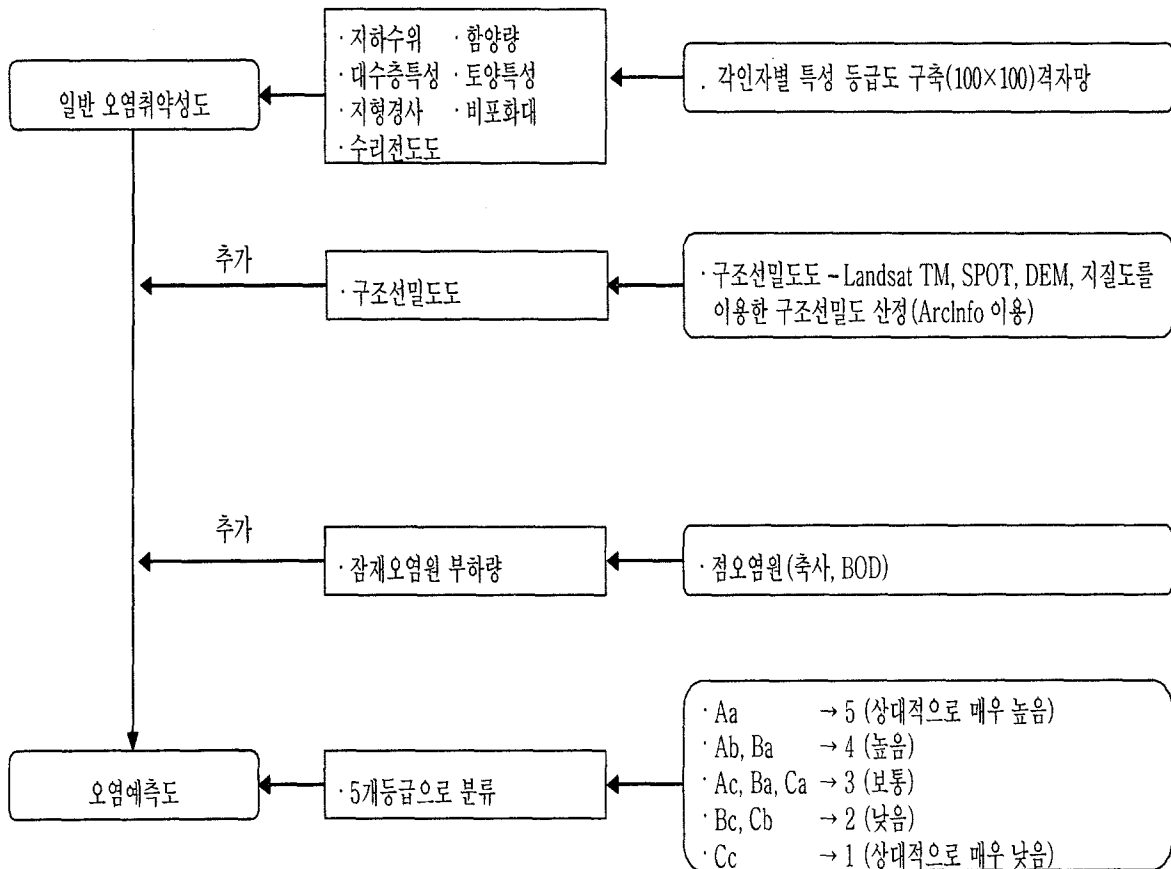 일반 오염취약성도
· 지하수위 · 함양량
· 대수층특성 · 토양특성
· 지형경사 · 비포화대
· 수리전도도
. 각인자별 특성 등급도 구축(100×100)격자망
추가
· 구조선밀도도
· 구조선밀도도 – Landsat TM, SPOT, DEM, 지질도를
이용한 구조선밀도 산정(ArcInfo 이용)
추가
· 잠재오염원 부하량
· 점오염원(축사, BOD)
오염예측도
· 5개등급으로 분류
· Aa → 5 (상대적으로 매우 높음)
· Ab, Ba → 4 (높음)
· Ac, Ba, Ca → 3 (보통)
· Bc, Cb → 2 (낮음)
· Cc → 1 (상대적으로 매우 낮음)